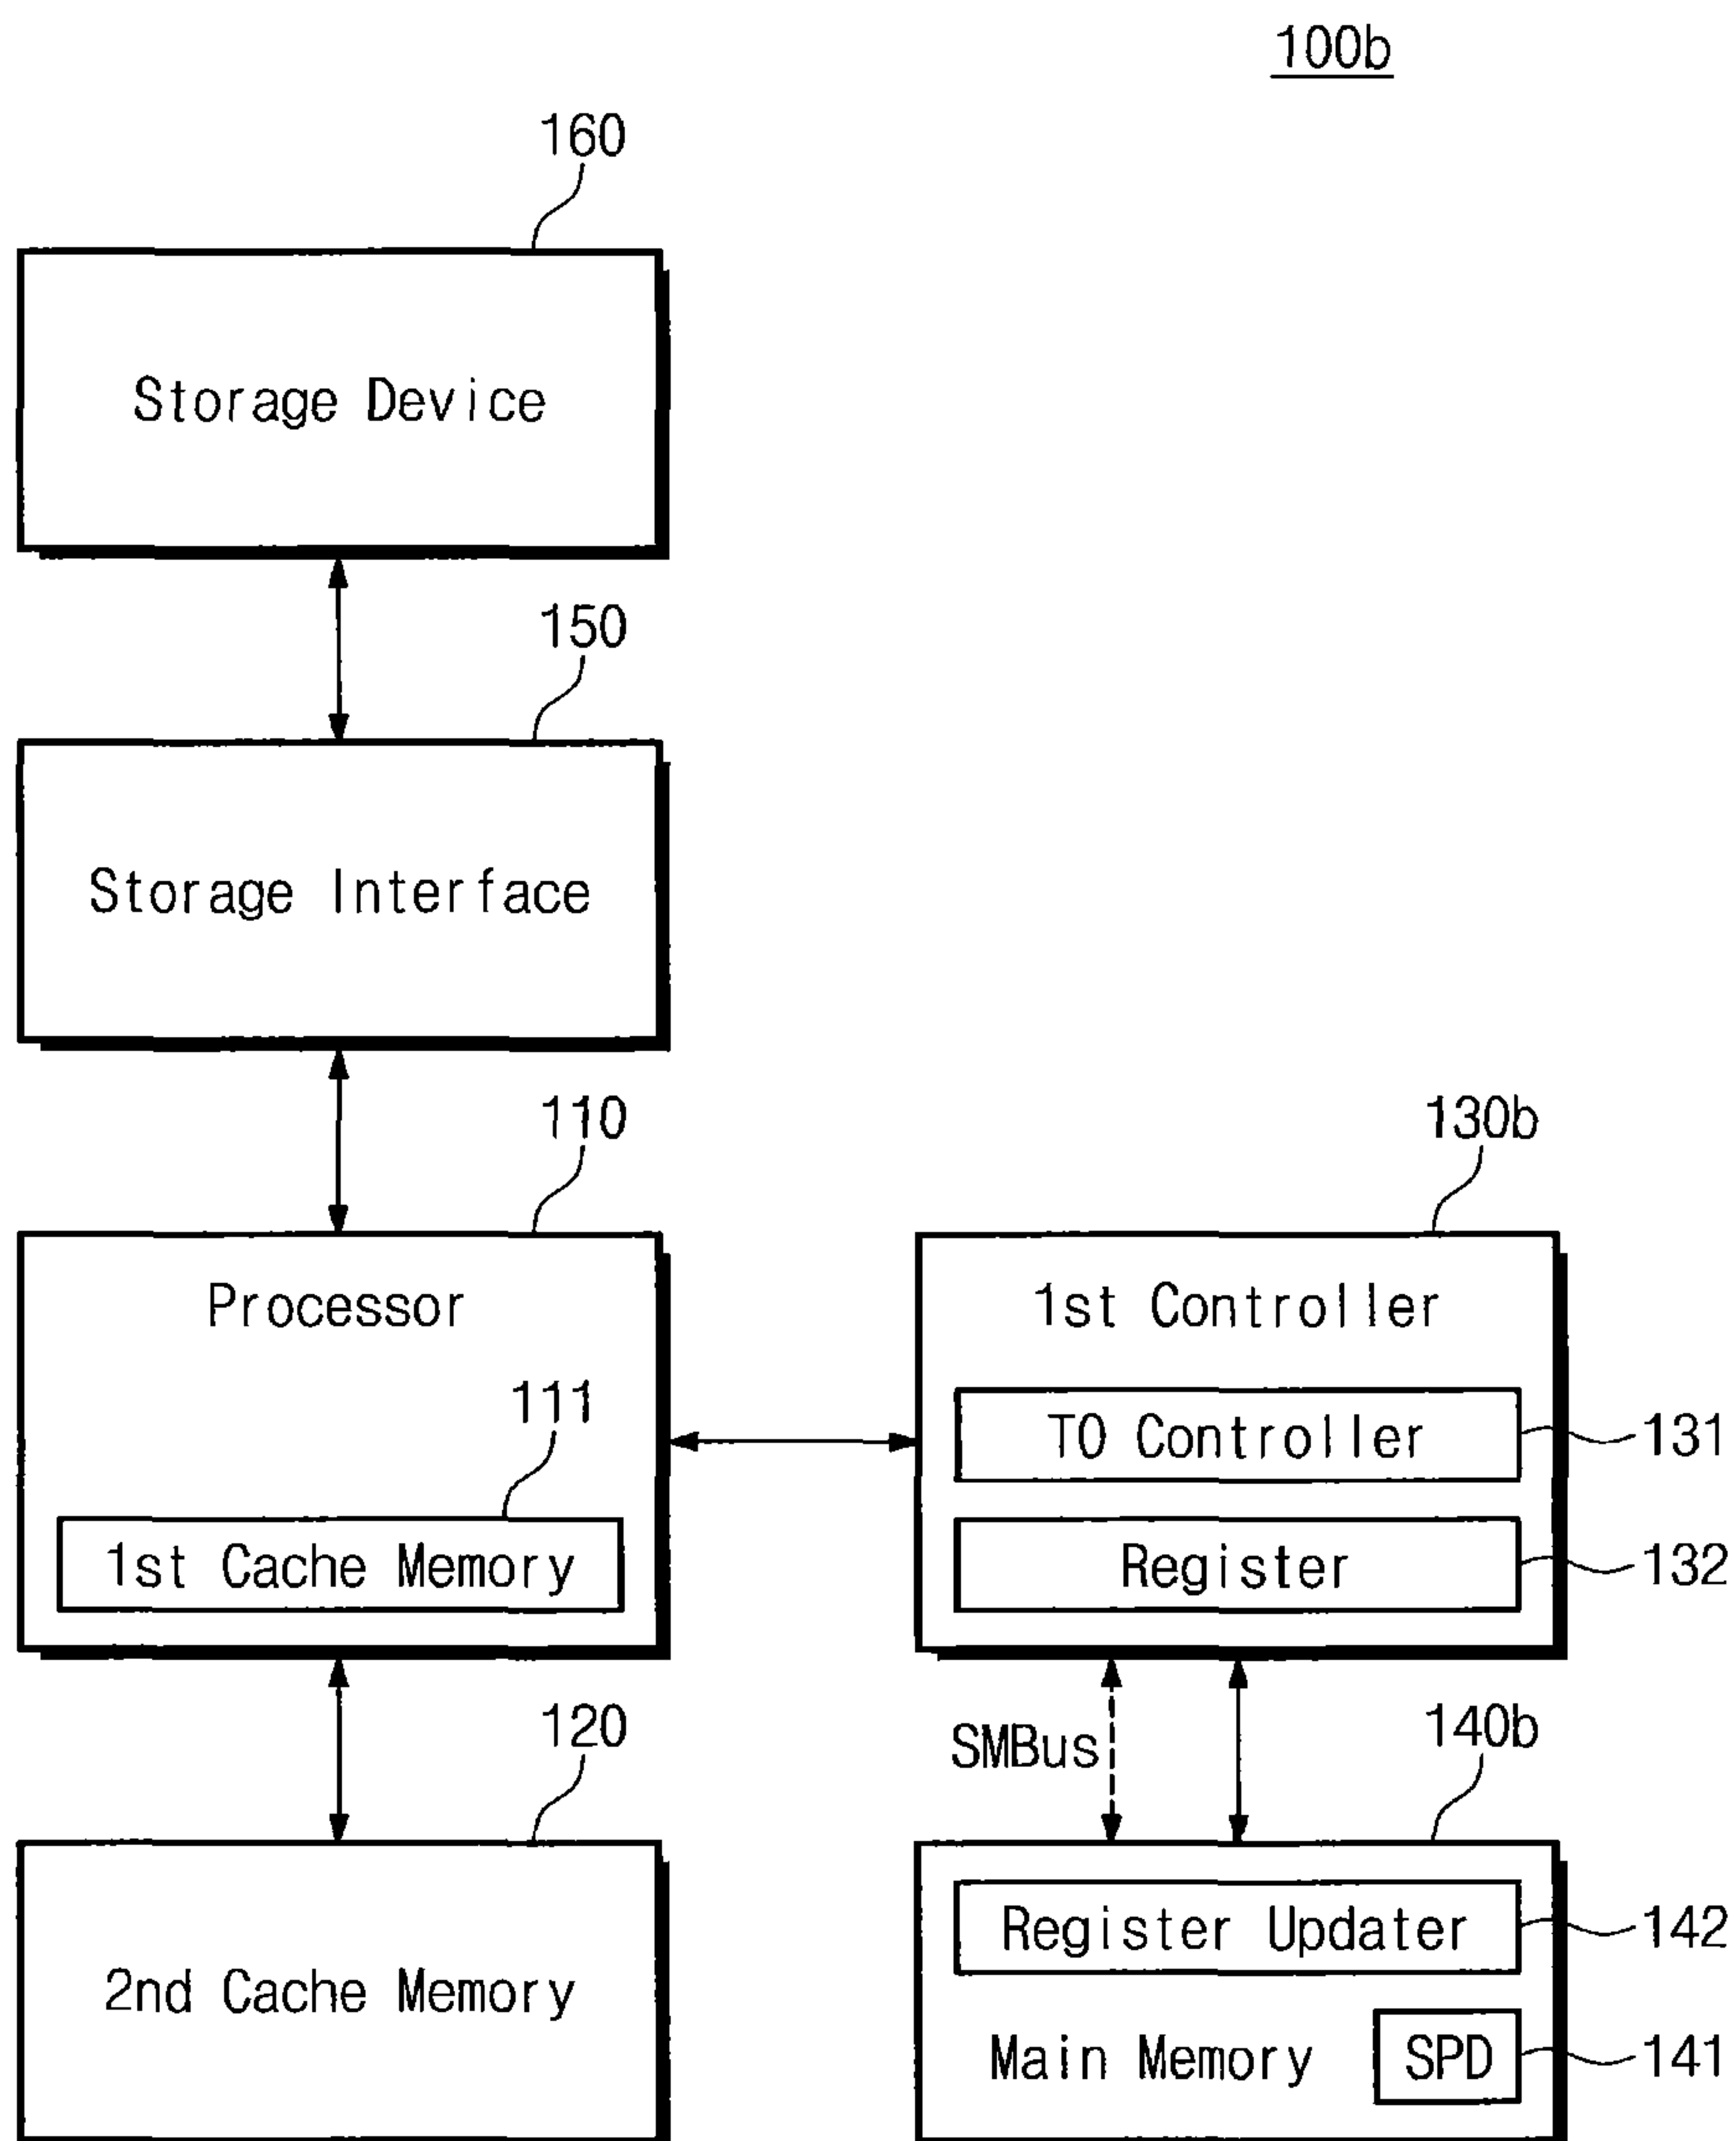 100b
160
Storage Device
150
Storage Interface
110
130b
Processor
1st Controller
111
TO Controller
131
1st Cache Memory
Register
132
120
SMBus
140b
Register Updater
142
2nd Cache Memory
Main Memory
SPD
141